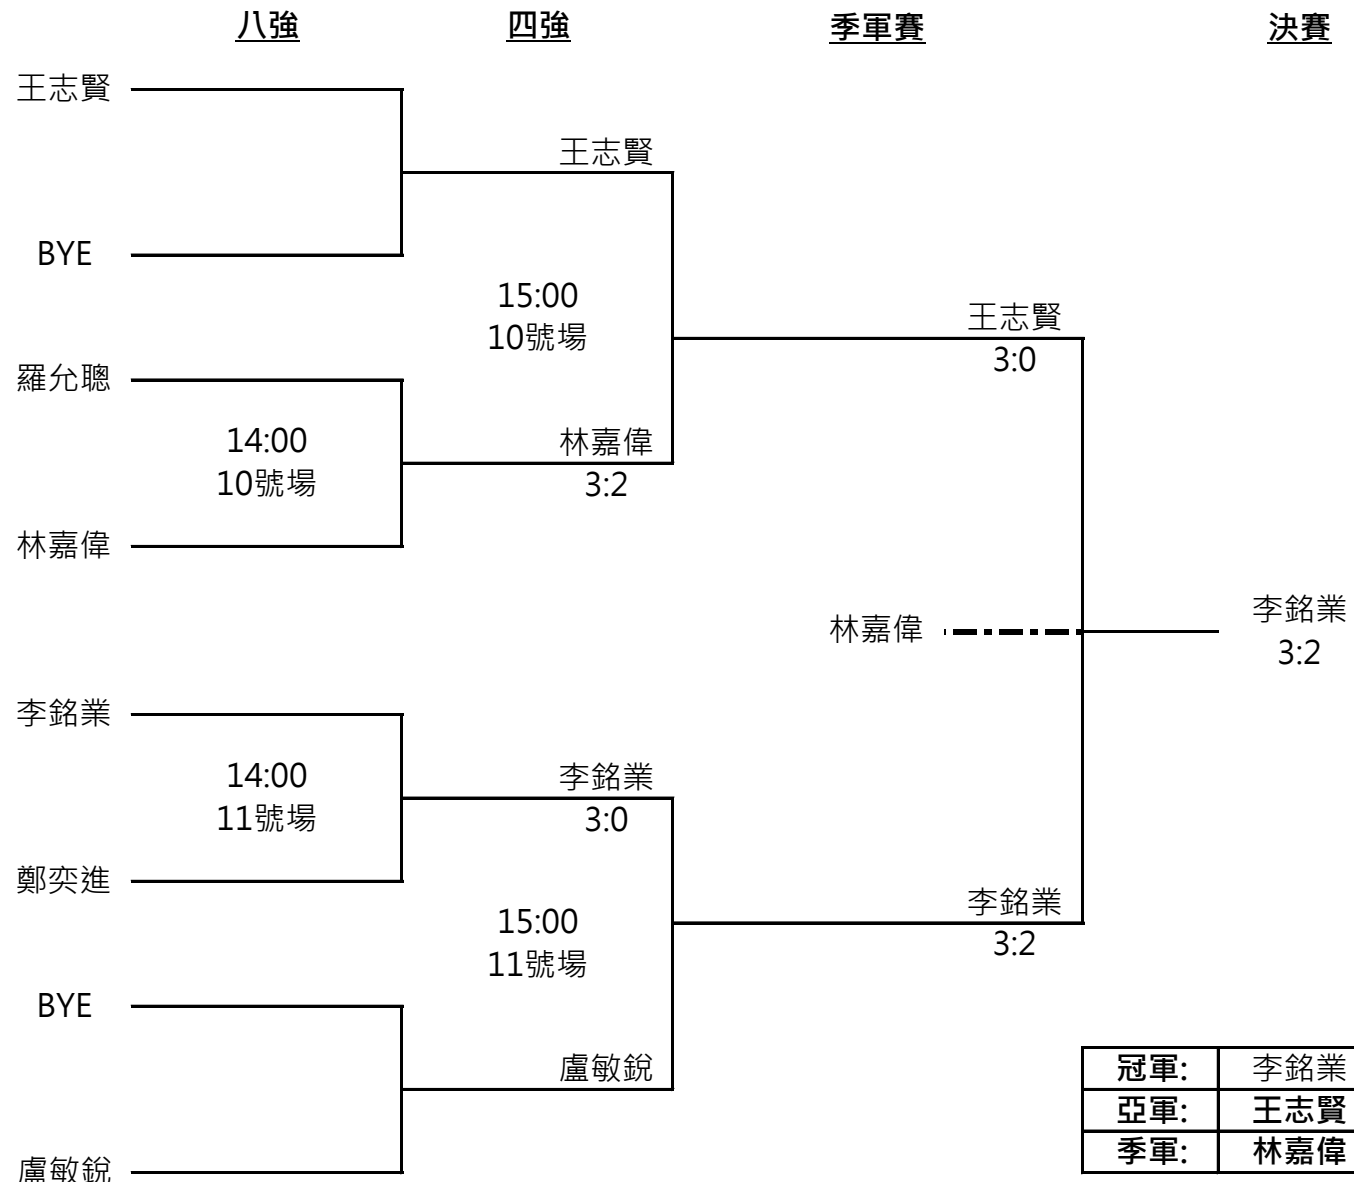 八強 四強 季軍賽 決賽
王志賢
王志賢
BYE
15:00
10號場
王志賢
3:0
羅允聰
14:00
10號場
林嘉偉
3:2
林嘉偉
林嘉偉
李銘業
3:2
李銘業
14:00
11號場
李銘業
3:0
鄭奕進
15:00
11號場
李銘業
3:2
BYE
盧敏銳
盧敏銳
冠軍: 李銘業
亞軍: 王志賢
季軍: 林嘉偉